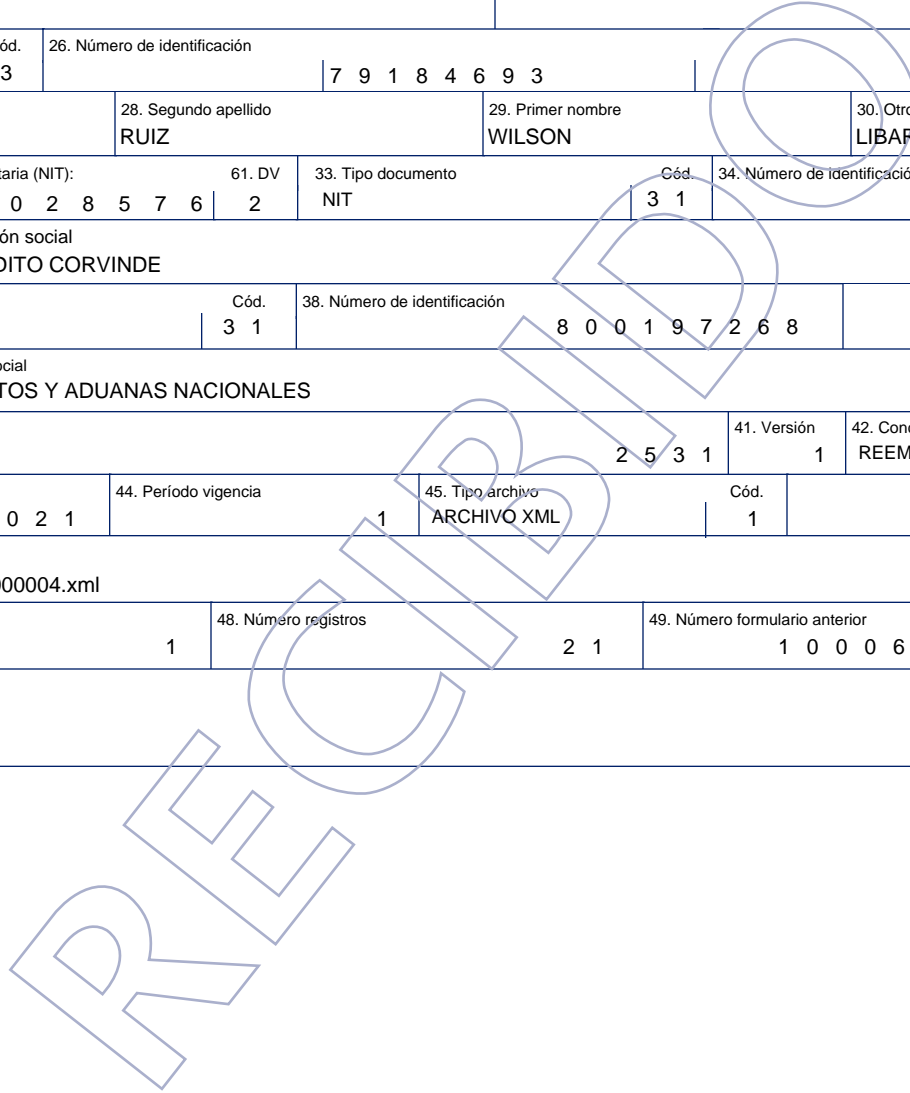 ód. 26. Número de identificación
3 7 9 1 8 4 6 9 3
28. Segundo apellido 29. Primer nombre 30. Otro
RUIZ WILSON LIBAR
taria (NIT): 61. DV 33. Tipo documento Cód. 34. Número de identificació
0 2 8 5 7 6 2 NIT 3 1
ón social
DITO CORVINDE
Cód. 38. Número de identificación
3 1 8 0 0 1 9 7 2 6 8
ocial
TOS Y ADUANAS NACIONALES
41. Versión 42. Conc
2 5 3 1 1 REEM
44. Período vigencia 45. Tipo archivo Cód.
0 2 1 1 ARCHIVO XML 1
000004.xml
48. Número registros 49. Número formulario anterior
1 2 1 1 0 0 0 6
RECIBIDO